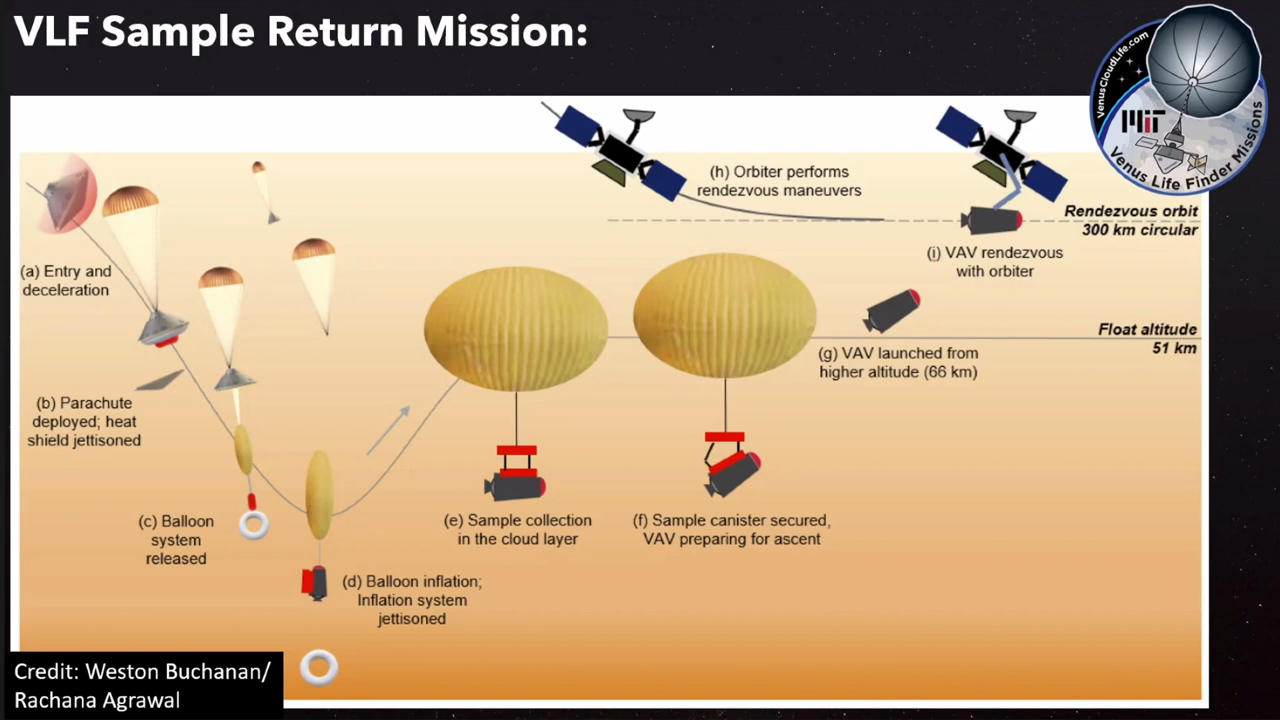 VLF Sample Return Mission:
VenusCloudLife.com
MIT
Venus Life Finder Missions
(h) Orbiter performs
rendezvous maneuvers
Rendezvous orbit
300 km circular
(a) Entry and
deceleration
(i) VAV rendezvous
with orbiter
Float altitude
51 km
(g) VAV launched from
higher altitude (66 km)
(b) Parachute
deployed; heat
shield jettisoned
(c) Balloon
system
released
(e) Sample collection
in the cloud layer
(f) Sample canister secured,
VAV preparing for ascent
(d) Balloon inflation;
Inflation system
jettisoned
Credit: Weston Buchanan/
Rachana Agrawal